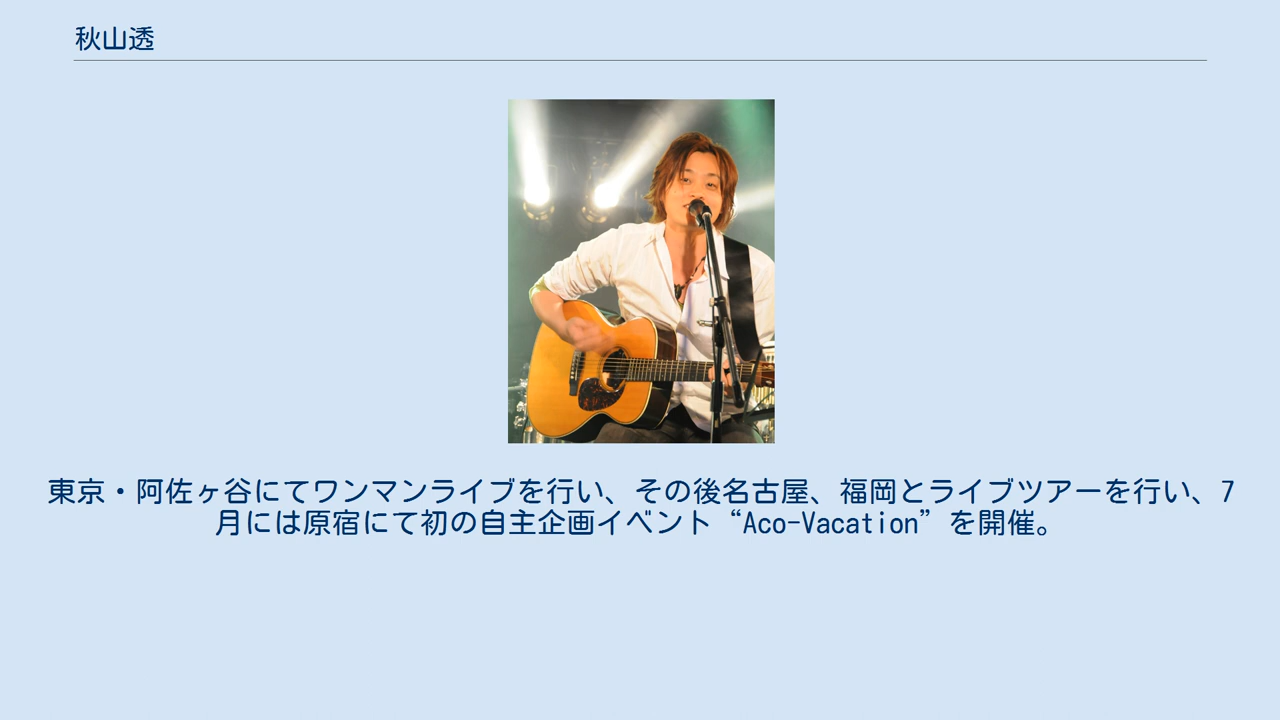 秋山透
東京・阿佐ヶ谷にてワンマンライブを行い、その後名古屋、福岡とライブツアーを行い、7
月には原宿にて初の自主企画イベント“Aco-Vacation”を開催。